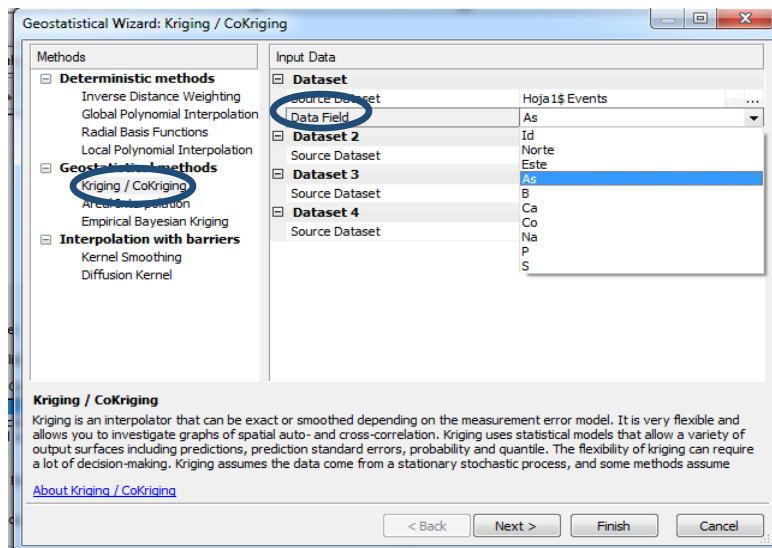 Geostatistical Wizard: Kriging / CoKriging
Methods
Deterministic methods
Inverse Distance Weighting
Global Polynomial Interpolation
Radial Basis Functions
Local Polynomial Interpolation
Geostatistical methods
Kriging / CoKriging
Areal Interpolation
Empirical Bayesian Kriging
Interpolation with barriers
Kernel Smoothing
Diffusion Kernel
Input Data
Dataset
Source Dataset Hoja1$ Events ...
Data Field As
Dataset 2
Source Dataset
Dataset 3
Source Dataset
Dataset 4
Source Dataset
Id
Norte
Este
As
B
Ca
Co
Na
P
S
Kriging / CoKriging
Kriging is an interpolator that can be exact or smoothed depending on the measurement error model. It is very flexible and
allows you to investigate graphs of spatial auto- and cross-correlation. Kriging uses statistical models that allow a variety of
output surfaces including predictions, prediction standard errors, probability and quantile. The flexibility of kriging can require
a lot of decision-making. Kriging assumes the data come from a stationary stochastic process, and some methods assume
About Kriging / CoKriging
< Back Next > Finish Cancel